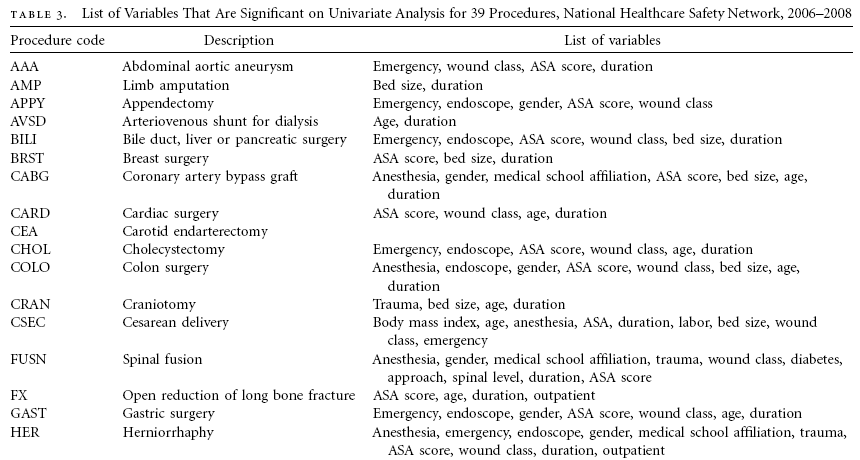 TABLE 3. List of Variables That Are Significant on Univariate Analysis for 39 Procedures, National Healthcare Safety Network, 2006–2008
Procedure code Description List of variables
AAA Abdominal aortic aneurysm Emergency, wound class, ASA score, duration
AMP Limb amputation Bed size, duration
APPY Appendectomy Emergency, endoscope, gender, ASA score, wound class
AVSD Arteriovenous shunt for dialysis Age, duration
BILI Bile duct, liver or pancreatic surgery Emergency, endoscope, ASA score, wound class, bed size, duration
BRST Breast surgery ASA score, bed size, duration
CABG Coronary artery bypass graft Anesthesia, gender, medical school affiliation, ASA score, bed size, age,
duration
CARD Cardiac surgery ASA score, wound class, age, duration
CEA Carotid endarterectomy
CHOL Cholecystectomy Emergency, endoscope, ASA score, wound class, age, duration
COLO Colon surgery Anesthesia, endoscope, gender, ASA score, wound class, bed size, age,
duration
CRAN Craniotomy Trauma, bed size, age, duration
CSEC Cesarean delivery Body mass index, age, anesthesia, ASA, duration, labor, bed size, wound
class, emergency
FUSN Spinal fusion Anesthesia, gender, medical school affiliation, trauma, wound class, diabetes,
approach, spinal level, duration, ASA score
FX Open reduction of long bone fracture ASA score, age, duration, outpatient
GAST Gastric surgery Emergency, endoscope, gender, ASA score, wound class, age, duration
HER Herniorrhaphy Anesthesia, emergency, endoscope, gender, medical school affiliation, trauma,
ASA score, wound class, duration, outpatient